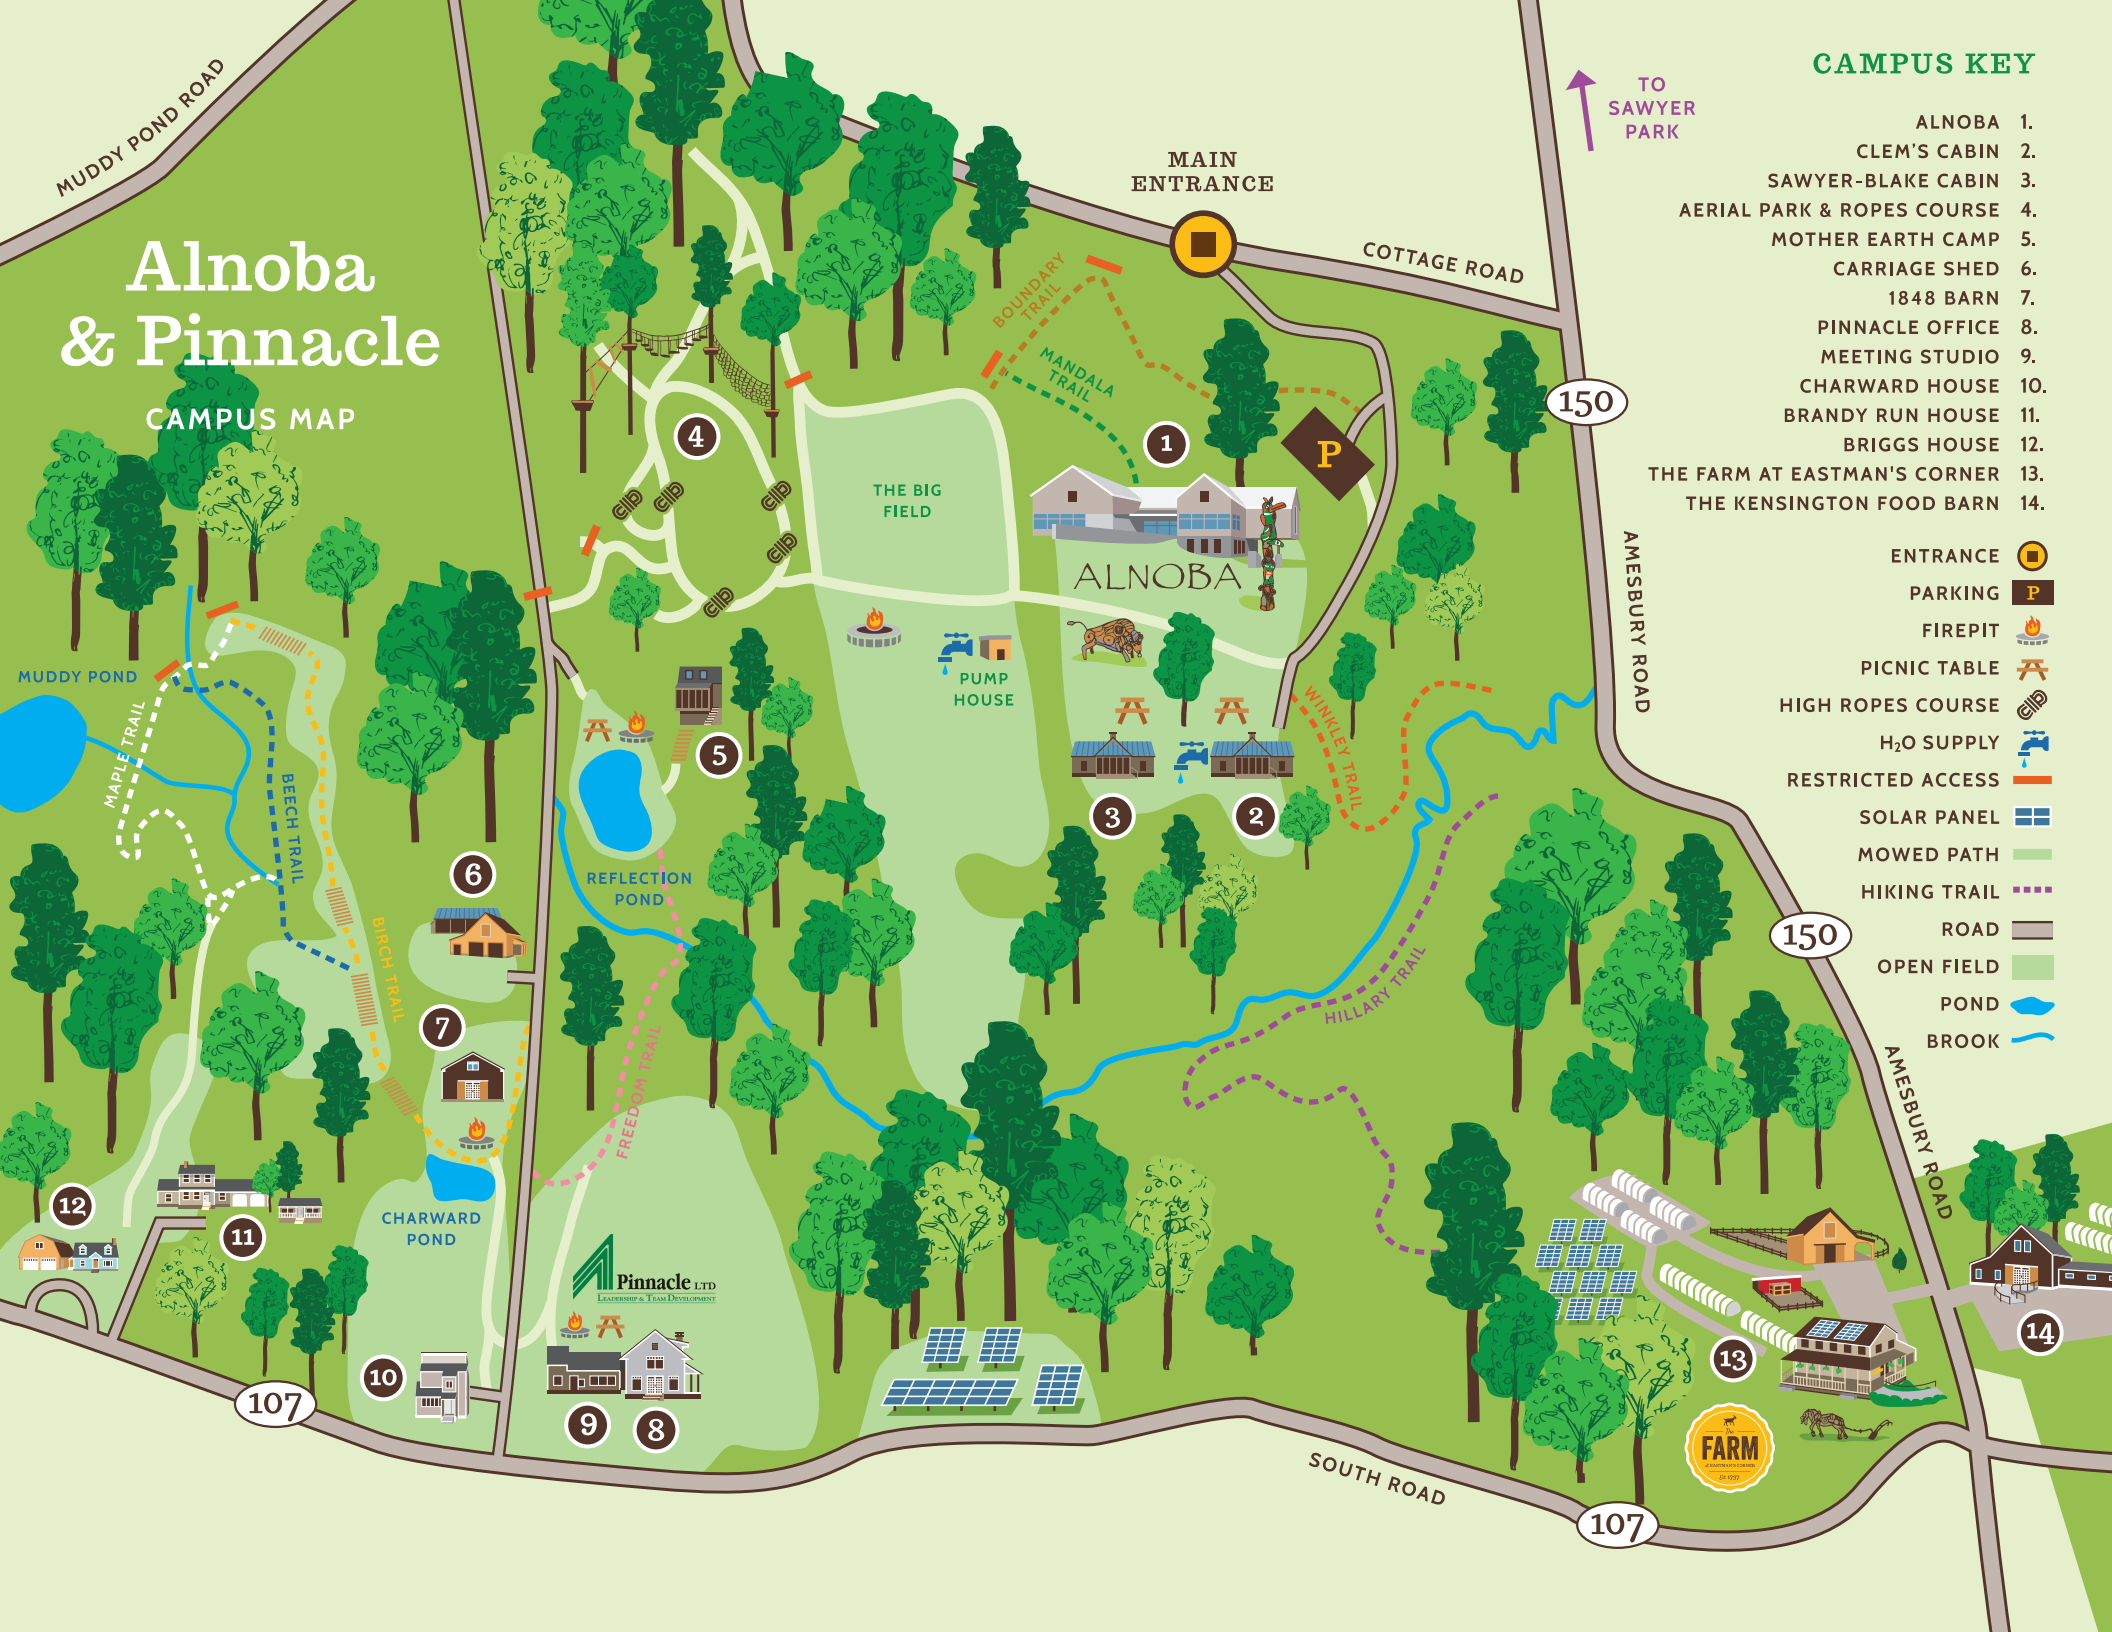 Alnoba
& Pinnacle
CAMPUS MAP
MUDDY POND ROAD
MAIN
ENTRANCE
COTTAGE ROAD
TO
SAWYER
PARK
CAMPUS KEY
ALNOBA 1.
CLEM'S CABIN 2.
SAWYER-BLAKE CABIN 3.
AERIAL PARK & ROPES COURSE 4.
MOTHER EARTH CAMP 5.
CARRIAGE SHED 6.
1848 BARN 7.
PINNACLE OFFICE 8.
MEETING STUDIO 9.
CHARWARD HOUSE 10.
BRANDY RUN HOUSE 11.
BRIGGS HOUSE 12.
THE FARM AT EASTMAN'S CORNER 13.
THE KENSINGTON FOOD BARN 14.
ENTRANCE
PARKING P
FIREPIT
PICNIC TABLE
HIGH ROPES COURSE
H2O SUPPLY
RESTRICTED ACCESS
SOLAR PANEL
MOWED PATH
HIKING TRAIL
ROAD
OPEN FIELD
POND
BROOK
BOUNDARY
TRAIL
MANDALA
TRAIL
150
4
1
P
THE BIG
FIELD
ALNOBA
AMESBURY ROAD
PUMP
HOUSE
MUDDY POND
MAPLE TRAIL
BEECH TRAIL
BIRCH TRAIL
5
WINKLEY TRAIL
3
2
6
REFLECTION
POND
7
FREEDOM TRAIL
HILLARY TRAIL
150
AMESBURY ROAD
12
11
CHARWARD
POND
Pinnacle LTD
LEADERSHIP & TEAM DEVELOPMENT
10
9
8
107
13
14
The
FARM
AT EASTMAN'S CORNER
SOUTH ROAD
107